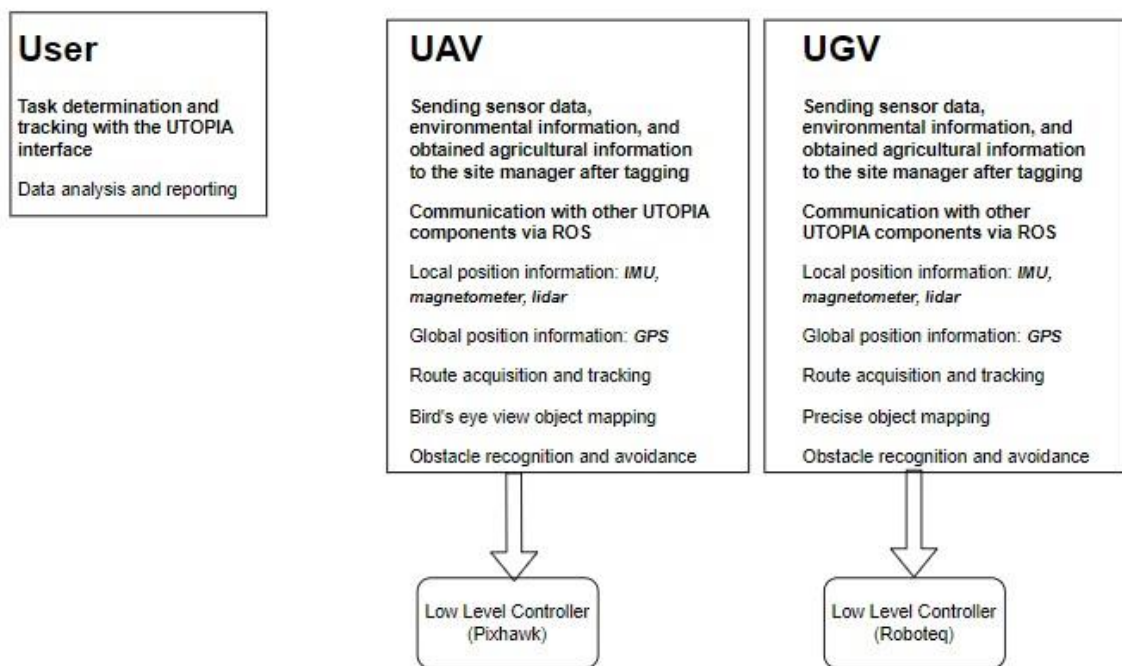 User
Task determination and
tracking with the UTOPIA
interface
Data analysis and reporting
UAV
Sending sensor data,
environmental information, and
obtained agricultural information
to the site manager after tagging
Communication with other UTOPIA
components via ROS
Local position information: IMU,
magnetometer, lidar
Global position information: GPS
Route acquisition and tracking
Bird's eye view object mapping
Obstacle recognition and avoidance
Low Level Controller
(Pixhawk)
UGV
Sending sensor data,
environmental information, and
obtained agricultural information
to the site manager after tagging
Communication with other
UTOPIA components via ROS
Local position information: IMU,
magnetometer, lidar
Global position information: GPS
Route acquisition and tracking
Precise object mapping
Obstacle recognition and avoidance
Low Level Controller
(Roboteq)